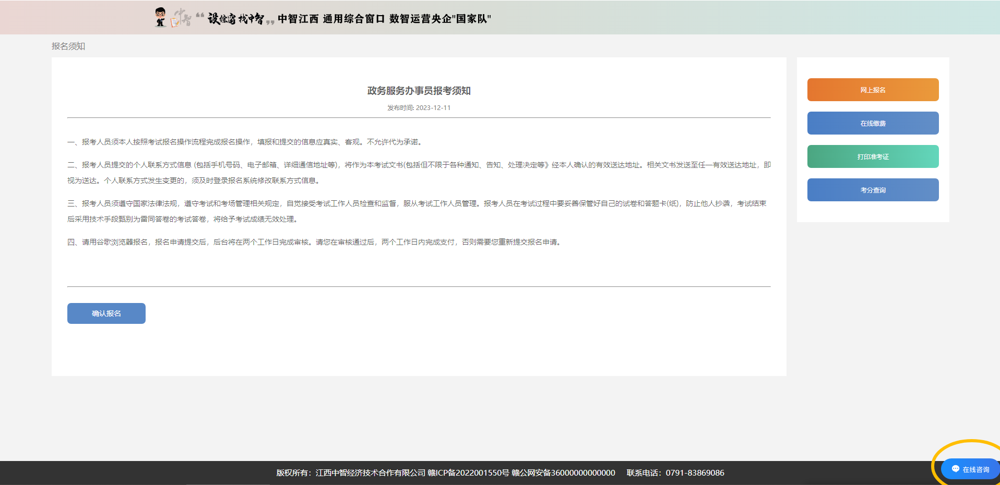 中智
“设综窗 找中智” 中智江西 通用综合窗口 数智运营央企"国家队"
报名须知
政务服务办事员报考须知
发布时间: 2023-12-11
一、报考人员须本人按照考试报名操作流程完成报名操作，填报和提交的信息应真实、客观。不允许代为承诺。
二、报考人员提交的个人联系方式信息 (包括手机号码、电子邮箱、详细通信地址等)，将作为本考试文书(包括但不限于各种通知、告知、处理决定等》经本人确认的有效送达地址。相关文书发送至任一有效送达地址，即
视为送达。个人联系方式发生变更的，须及时登录报名系统修改联系方式信息。
三、报考人员须遵守国家法律法规，遵守考试和考场管理相关规定，自觉接受考试工作人员检查和监督，服从考试工作人员管理。报考人员在考试过程中要妥善保管好自己的试卷和答题卡(纸)，防止他人抄袭，考试结束
后采用技术手段甄别为雷同答卷的考试答卷，将给予考试成绩无效处理。
四、请用谷歌浏览器报名，报名申请提交后，后台将在两个工作日完成审核。请您在审核通过后，两个工作日内完成支付，否则需要您重新提交报名申请。
确认报名
网上报名
在线缴费
打印准考证
考分查询
版权所有：江西中智经济技术合作有限公司 赣ICP备2022001550号 赣公网安备36000000000000 联系电话：0791-83869086
在线咨询